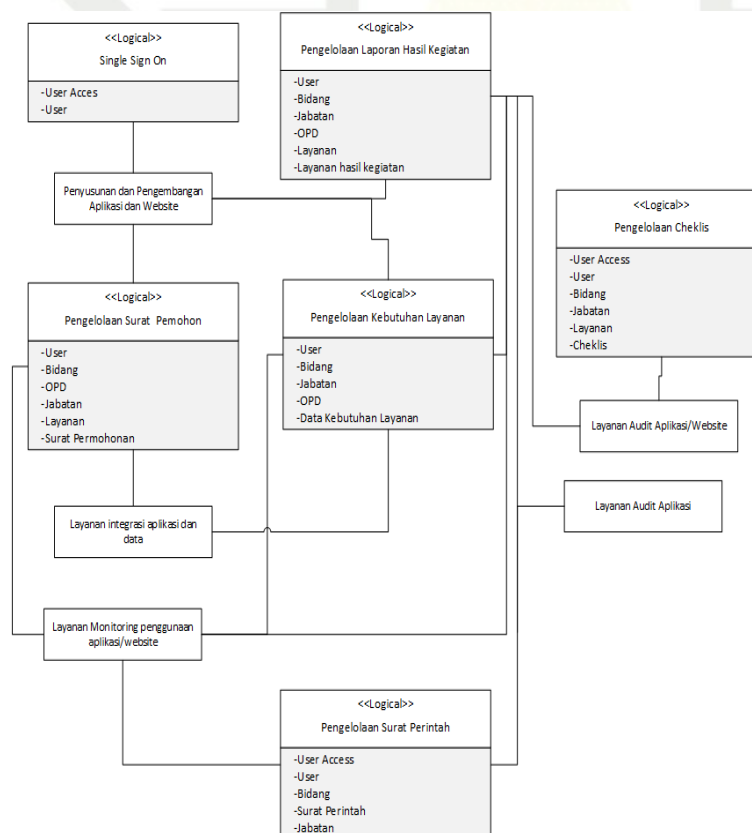 <<Logical>>
Single Sign On
-User Acces
-User
<<Logical>>
Pengelolaan Laporan Hasil Kegiatan
-User
-Bidang
-Jabatan
-OPD
-Layanan
-Layanan hasil kegiatan
Penyusunan dan Pengembangan
Aplikasi dan Website
<<Logical>>
Pengelolaan Cheklis
-User Access
-User
-Bidang
-Jabatan
-Layanan
-Cheklis
<<Logical>>
Pengelolaan Surat Pemohon
-User
-Bidang
-OPD
-Jabatan
-Layanan
-Surat Permohonan
<<Logical>>
Pengelolaan Kebutuhan Layanan
-User
-Bidang
-Jabatan
-OPD
-Data Kebutuhan Layanan
Layanan Audit Aplikasi/Website
Layanan Audit Aplikasi
Layanan integrasi aplikasi dan
data
Layanan Monitoring penggunaan
aplikasi/website
<<Logical>>
Pengelolaan Surat Perintah
-User Access
-User
-Bidang
-Surat Perintah
-Jabatan